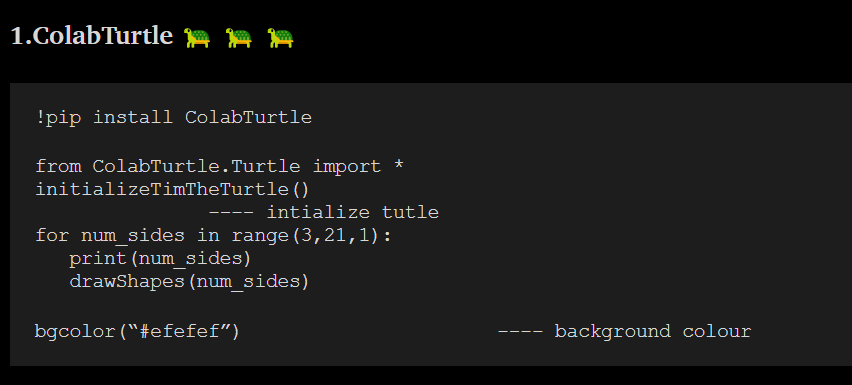 1.ColabTurtle 🐢 🐢 🐢
!pip install ColabTurtle
from ColabTurtle.Turtle import *
initializeTimTheTurtle()
---- intialize tutle
for num_sides in range(3,21,1):
print(num_sides)
drawShapes(num_sides)
bgcolor(“#efefef”) ---- background colour